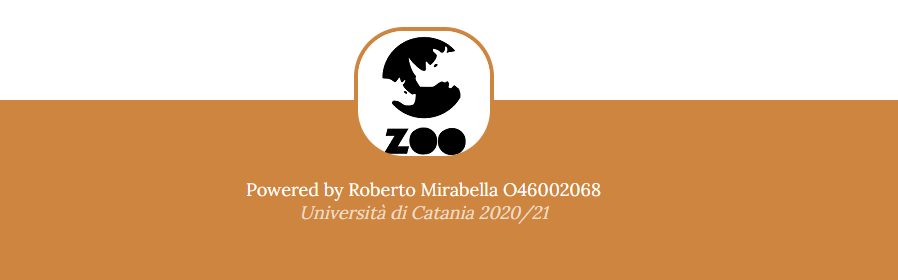 ZOO
Powered by Roberto Mirabella O46002068
Università di Catania 2020/21